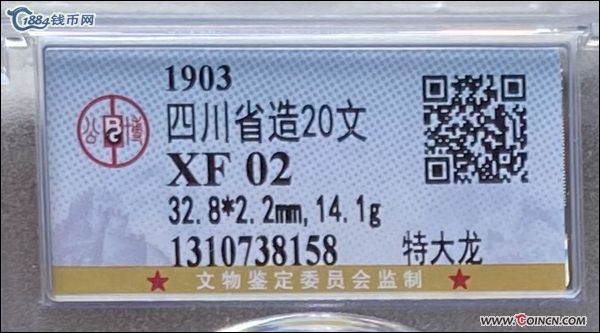 1884钱币网
1903
公 博
四川省造20文
XF 02
32.8*2.2mm,14.1g
1310738158 特大龙
★ 文物鉴定委员会监制 ★
www.COINCN.com